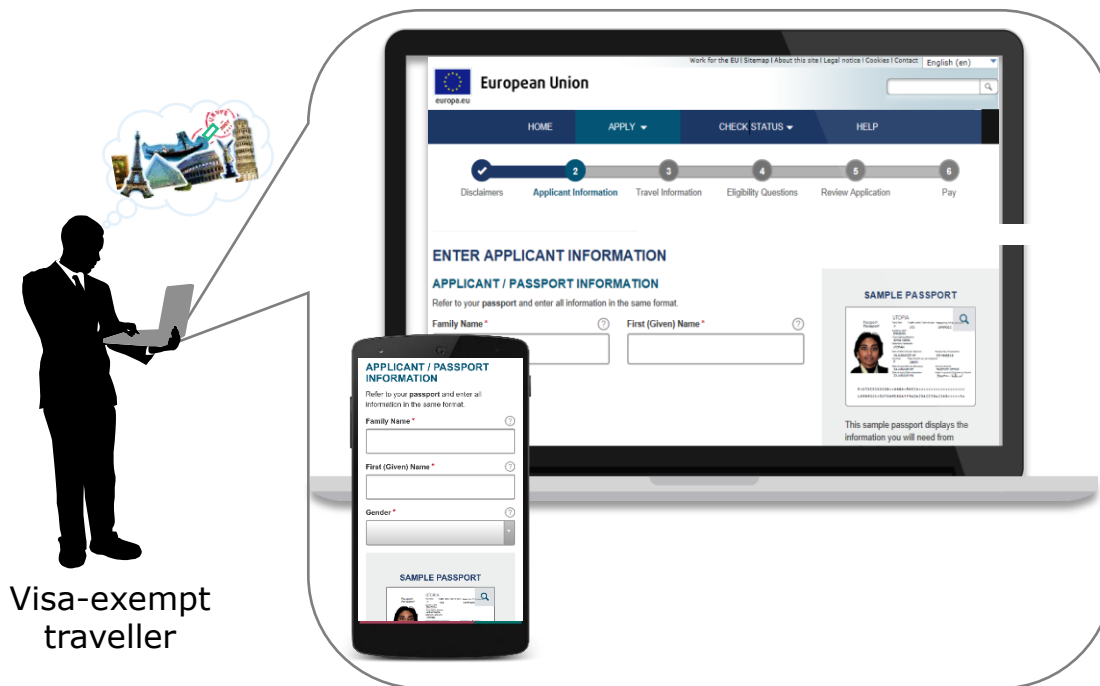 Work for the EU | Sitemap | About this site | Legal notice | Cookies | Contact
English (en)
European Union
europa.eu
HOME
APPLY
CHECK STATUS
HELP
2
3
4
5
6
Disclaimers
Applicant Information
Travel Information
Eligibility Questions
Review Application
Pay
ENTER APPLICANT INFORMATION
APPLICANT / PASSPORT INFORMATION
Refer to your passport and enter all information in the same format.
Family Name *
?
First (Given) Name *
?
SAMPLE PASSPORT
UTOPIA
This sample passport displays the
information you will need from
APPLICANT / PASSPORT
INFORMATION
Refer to your passport and enter all
information in the same format.
Family Name *
?
First (Given) Name *
?
Gender *
?
SAMPLE PASSPORT
UTOPIA
Visa-exempt
traveller